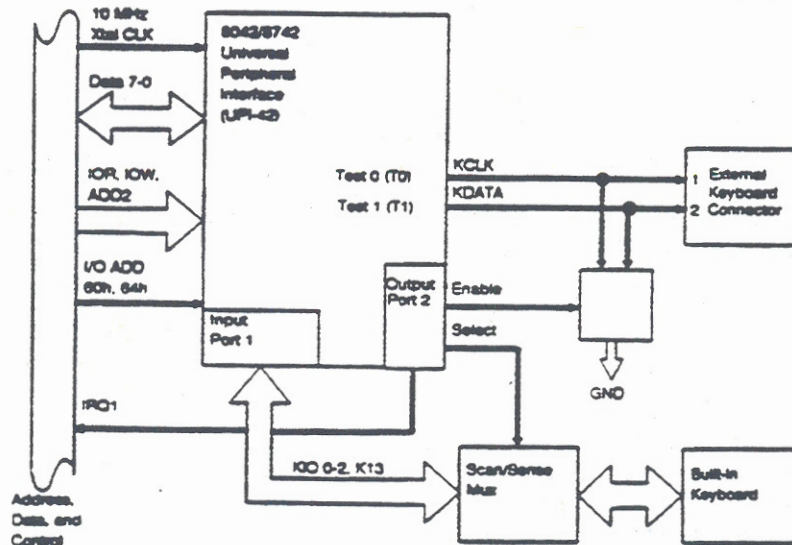 10 MHz
Xtal CLK
8042/8742
Universal
Peripheral
Interface
(UPI-42)
Data 7-0
IOR, IOW,
ADD2
Test 0 (T0)
Test 1 (T1)
KCLK
KDATA
1 External
Keyboard
2 Connector
I/O ADD
60h, 64h
Output
Port 2
Enable
Select
Input
Port 1
GND
IRQ1
KIO 0-2, K13
Scan/Sense
Mux
Built-In
Keyboard
Address,
Data, and
Control